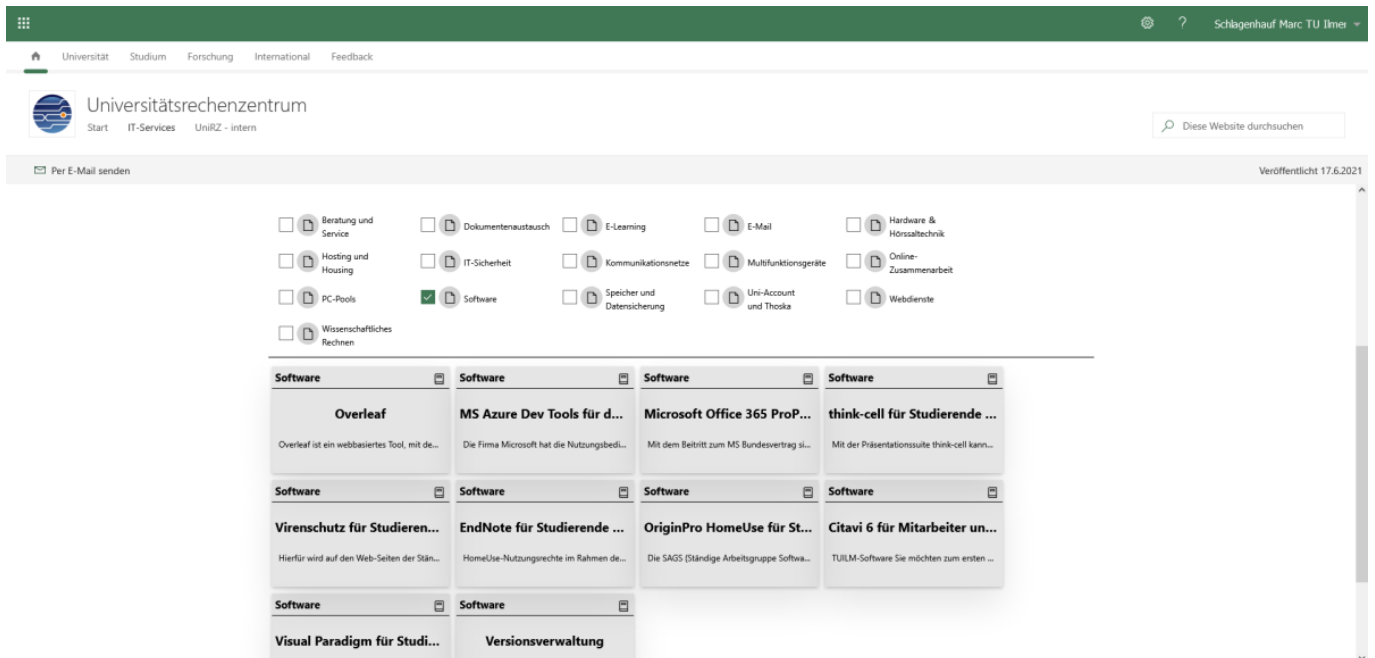 ? Schlagenhauf Marc TU Ilmen
Universität Studium Forschung International Feedback
Universitätsrechenzentrum
Start IT-Services UniRZ - intern
Diese Website durchsuchen
Per E-Mail senden
Veröffentlicht 17.6.2021
Beratung und
Service
Dokumentenaustausch
E-Learning
E-Mail
Hardware &
Hörssaltechnik
Hosting und
Housing
IT-Sicherheit
Kommunikationsnetze
Multifunktionsgeräte
Online-
Zusammenarbeit
PC-Pools
Software
Speicher und
Datensicherung
Uni-Account
und Thoska
Webdienste
Wissenschaftliches
Rechnen
Software
Overleaf
Overleaf ist ein webbasiertes Tool, mit de...
Software
MS Azure Dev Tools für d...
Die Firma Microsoft hat die Nutzungsbedi...
Software
Microsoft Office 365 ProP...
Mit dem Beitritt zum MS Bundesvertrag si...
Software
think-cell für Studierende ...
Mit der Präsentationssuite think-cell kann...
Software
Virenschutz für Studieren...
Hierfür wird auf den Web-Seiten der Stän...
Software
EndNote für Studierende ...
HomeUse-Nutzungsrechte im Rahmen de...
Software
OriginPro HomeUse für St...
Die SAGS (Ständige Arbeitsgruppe Softwa...
Software
Citavi 6 für Mitarbeiter un...
TUILM-Software Sie möchten zum ersten ...
Software
Visual Paradigm für Studi...
Software
Versionsverwaltung